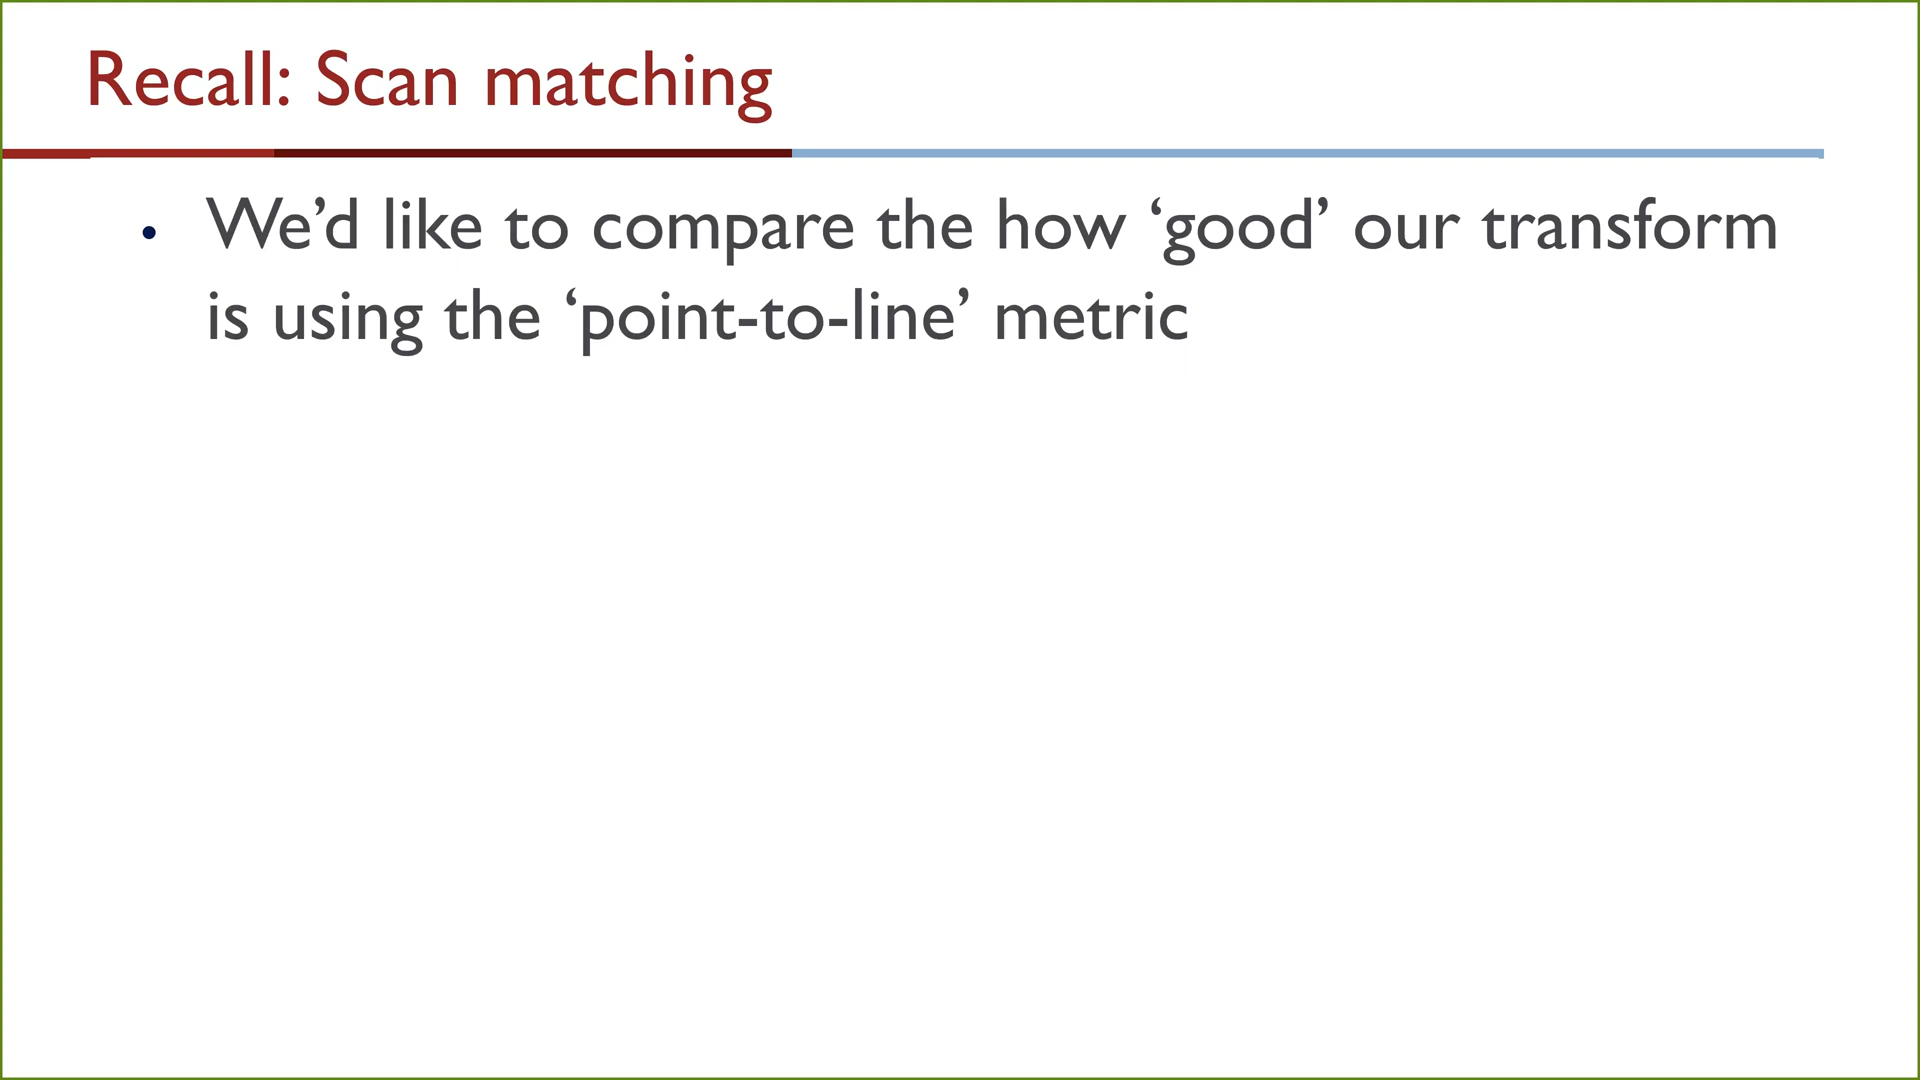 Recall: Scan matching
• We’d like to compare the how ‘good’ our transform
is using the ‘point-to-line’ metric